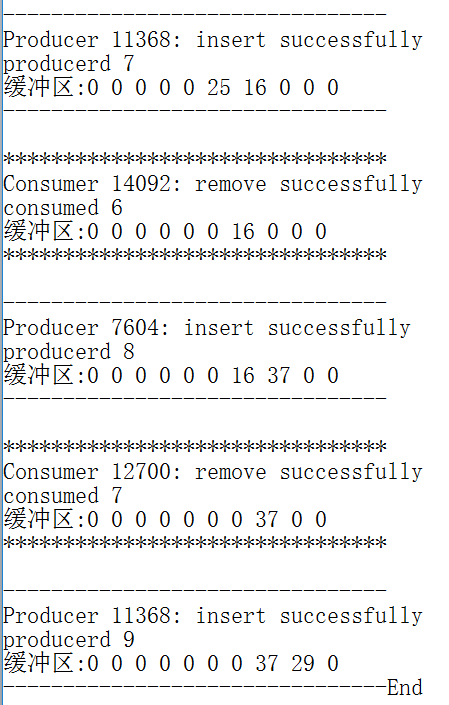 --------------------------------
Producer 11368: insert successfully
producerd 7
缓冲区:0 0 0 0 0 25 16 0 0 0
--------------------------------
********************************
Consumer 14092: remove successfully
consumed 6
缓冲区:0 0 0 0 0 0 16 0 0 0
********************************
--------------------------------
Producer 7604: insert successfully
producerd 8
缓冲区:0 0 0 0 0 0 16 37 0 0
--------------------------------
********************************
Consumer 12700: remove successfully
consumed 7
缓冲区:0 0 0 0 0 0 0 37 0 0
********************************
--------------------------------
Producer 11368: insert successfully
producerd 9
缓冲区:0 0 0 0 0 0 0 37 29 0
--------------------------------End